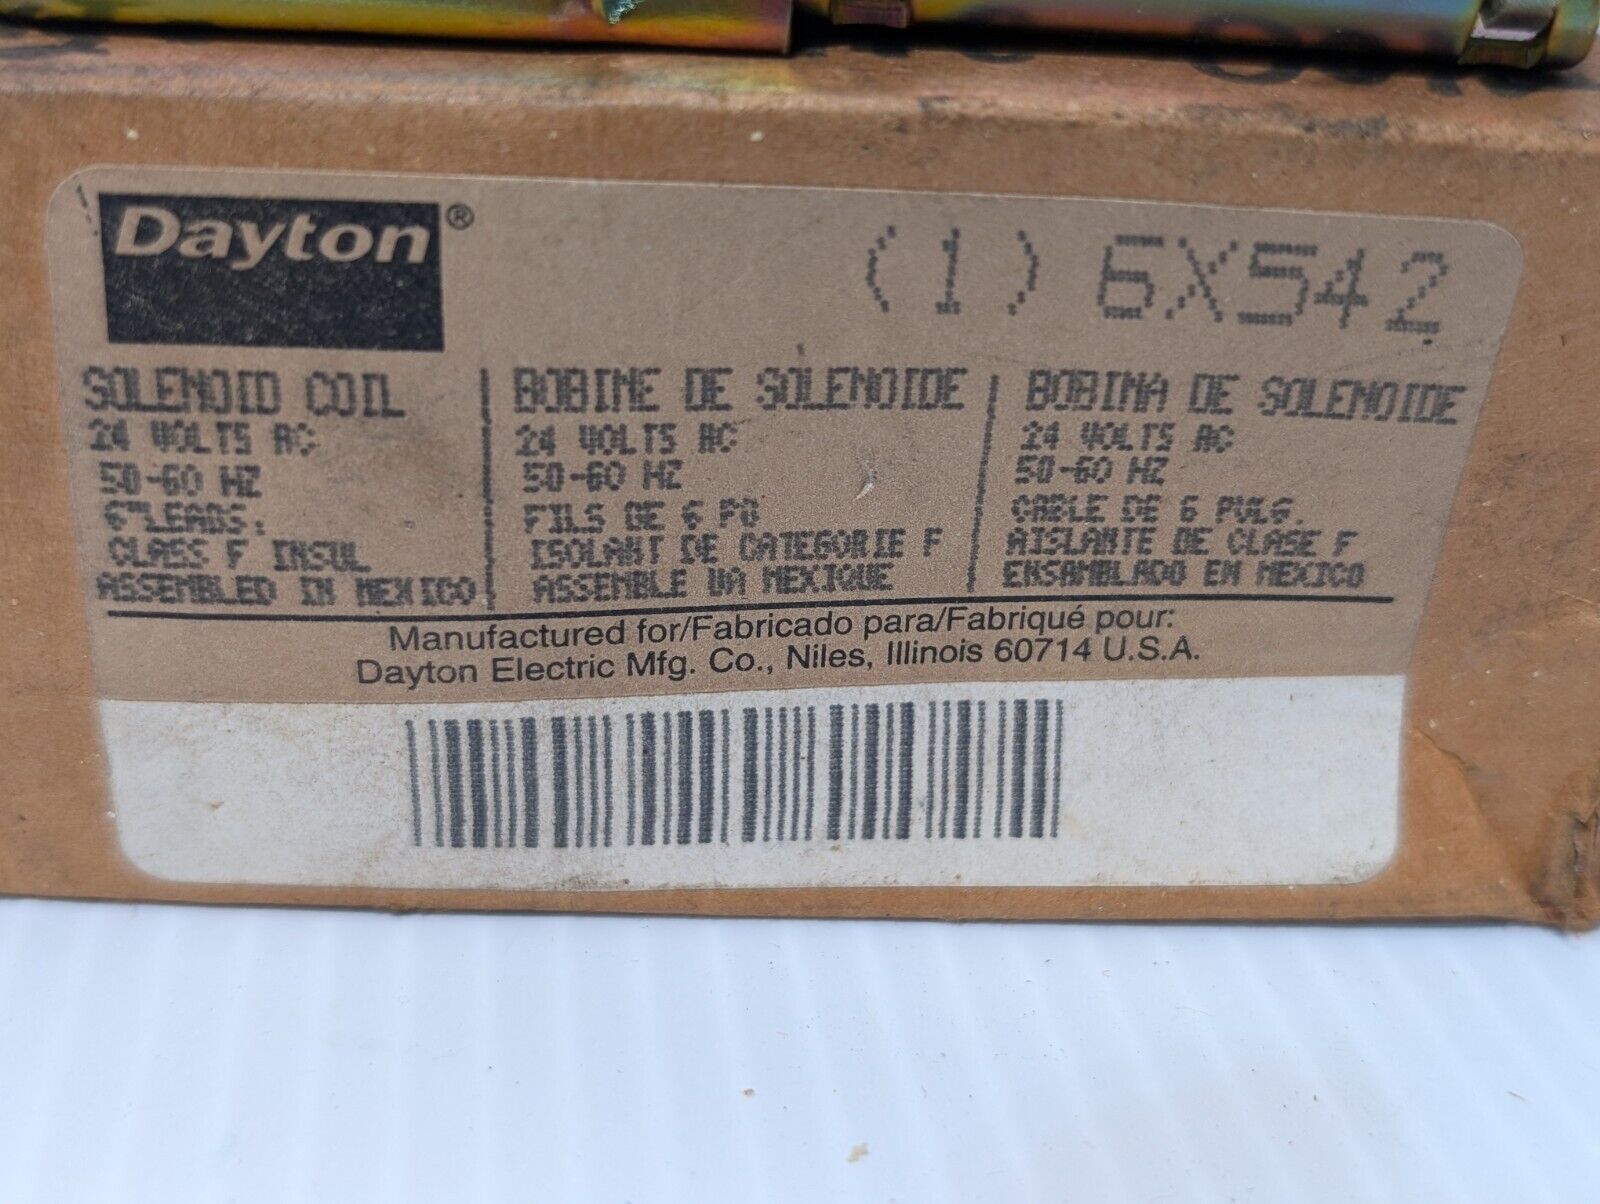 Dayton®
(1) 6X542
SOLENOID COIL
24 VOLTS AC
50-60 HZ
6"LEADS.
CLASS F INSUL
ASSEMBLED IN MEXICO
BOBINE DE SOLENOIDE
24 VOLTS AC
50-60 HZ
FILS DE 6 PO
ISOLANT DE CATEGORIE F
ASSEMBLE UA MEXIQUE
BOBINA DE SOLENOIDE
24 VOLTS AC
50-60 HZ
CABLE DE 6 PULG.
AISLANTE DE CLASE F
ENSAMBLADO EN MEXICO
Manufactured for/Fabricado para/Fabriqué pour:
Dayton Electric Mfg. Co., Niles, Illinois 60714 U.S.A.